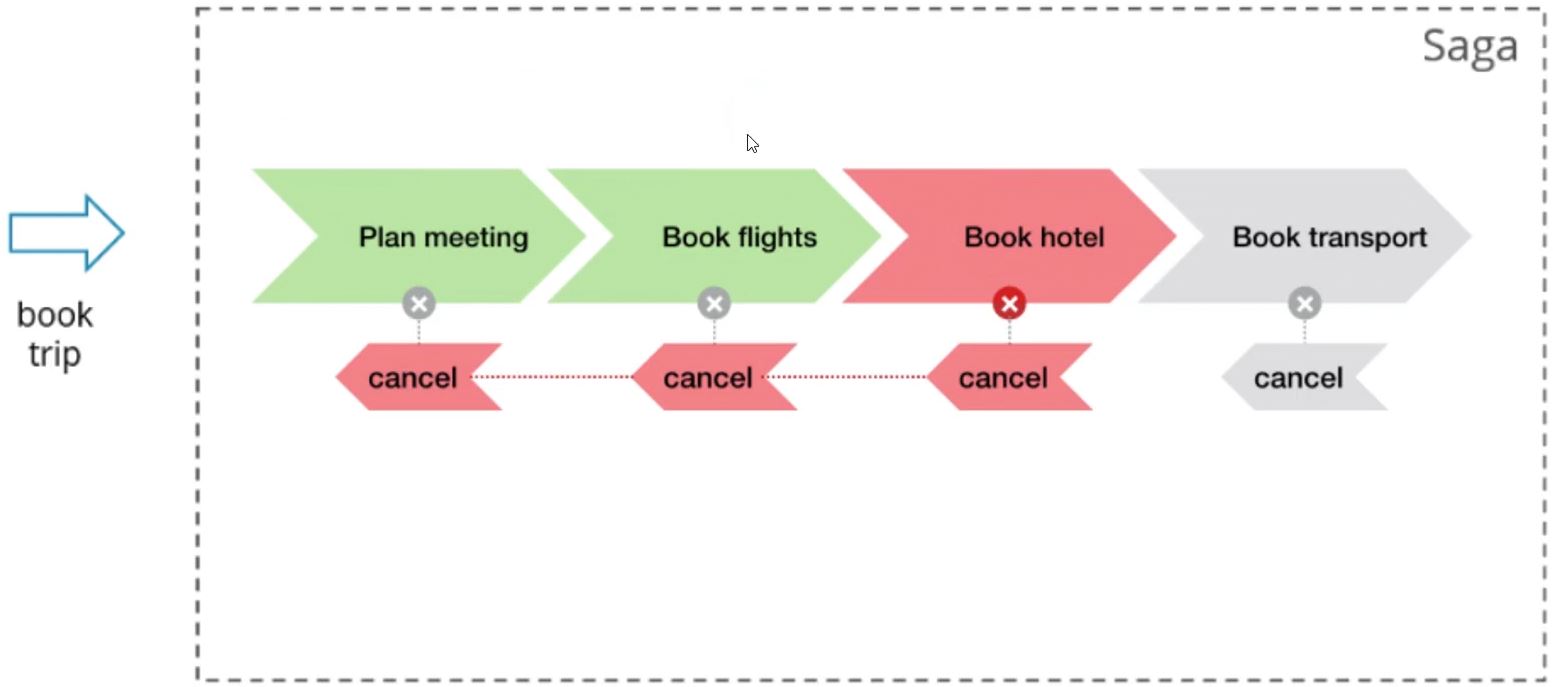 Saga
book
trip
Plan meeting
Book flights
Book hotel
Book transport
cancel
cancel
cancel
cancel